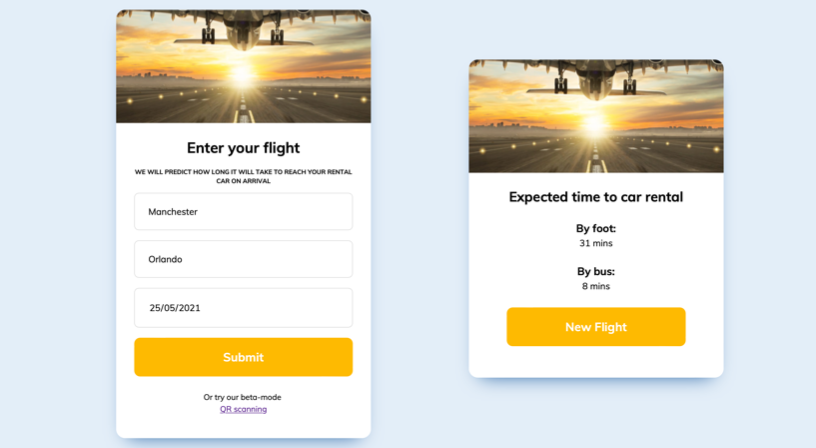 Enter your flight
WE WILL PREDICT HOW LONG IT WILL TAKE TO REACH YOUR RENTAL
CAR ON ARRIVAL
Manchester
Orlando
25/05/2021
Submit
Or try our beta-mode
QR scanning
Expected time to car rental
By foot:
31 mins
By bus:
8 mins
New Flight